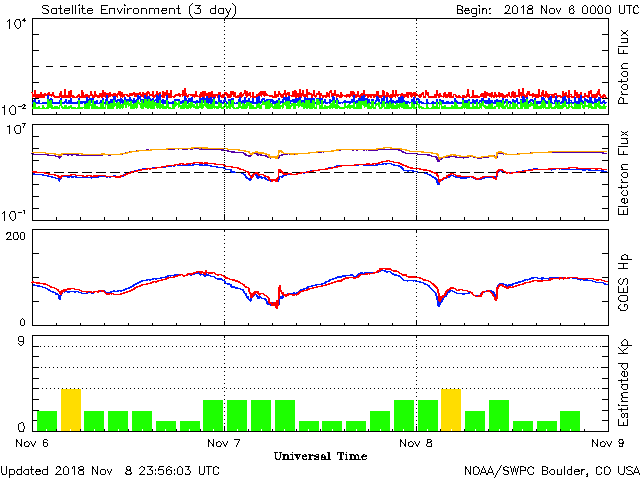 Satellite Environment (3 day) Begin: 2018 Nov 6 0000 UTC
10^4
10^-2
Proton Flux
10^7
10^-1
Electron Flux
200
0
GOES Hp
9
0
Estimated Kp
Nov 6 Nov 7 Nov 8 Nov 9
Universal Time
Updated 2018 Nov 8 23:56:03 UTC NOAA/SWPC Boulder, CO USA